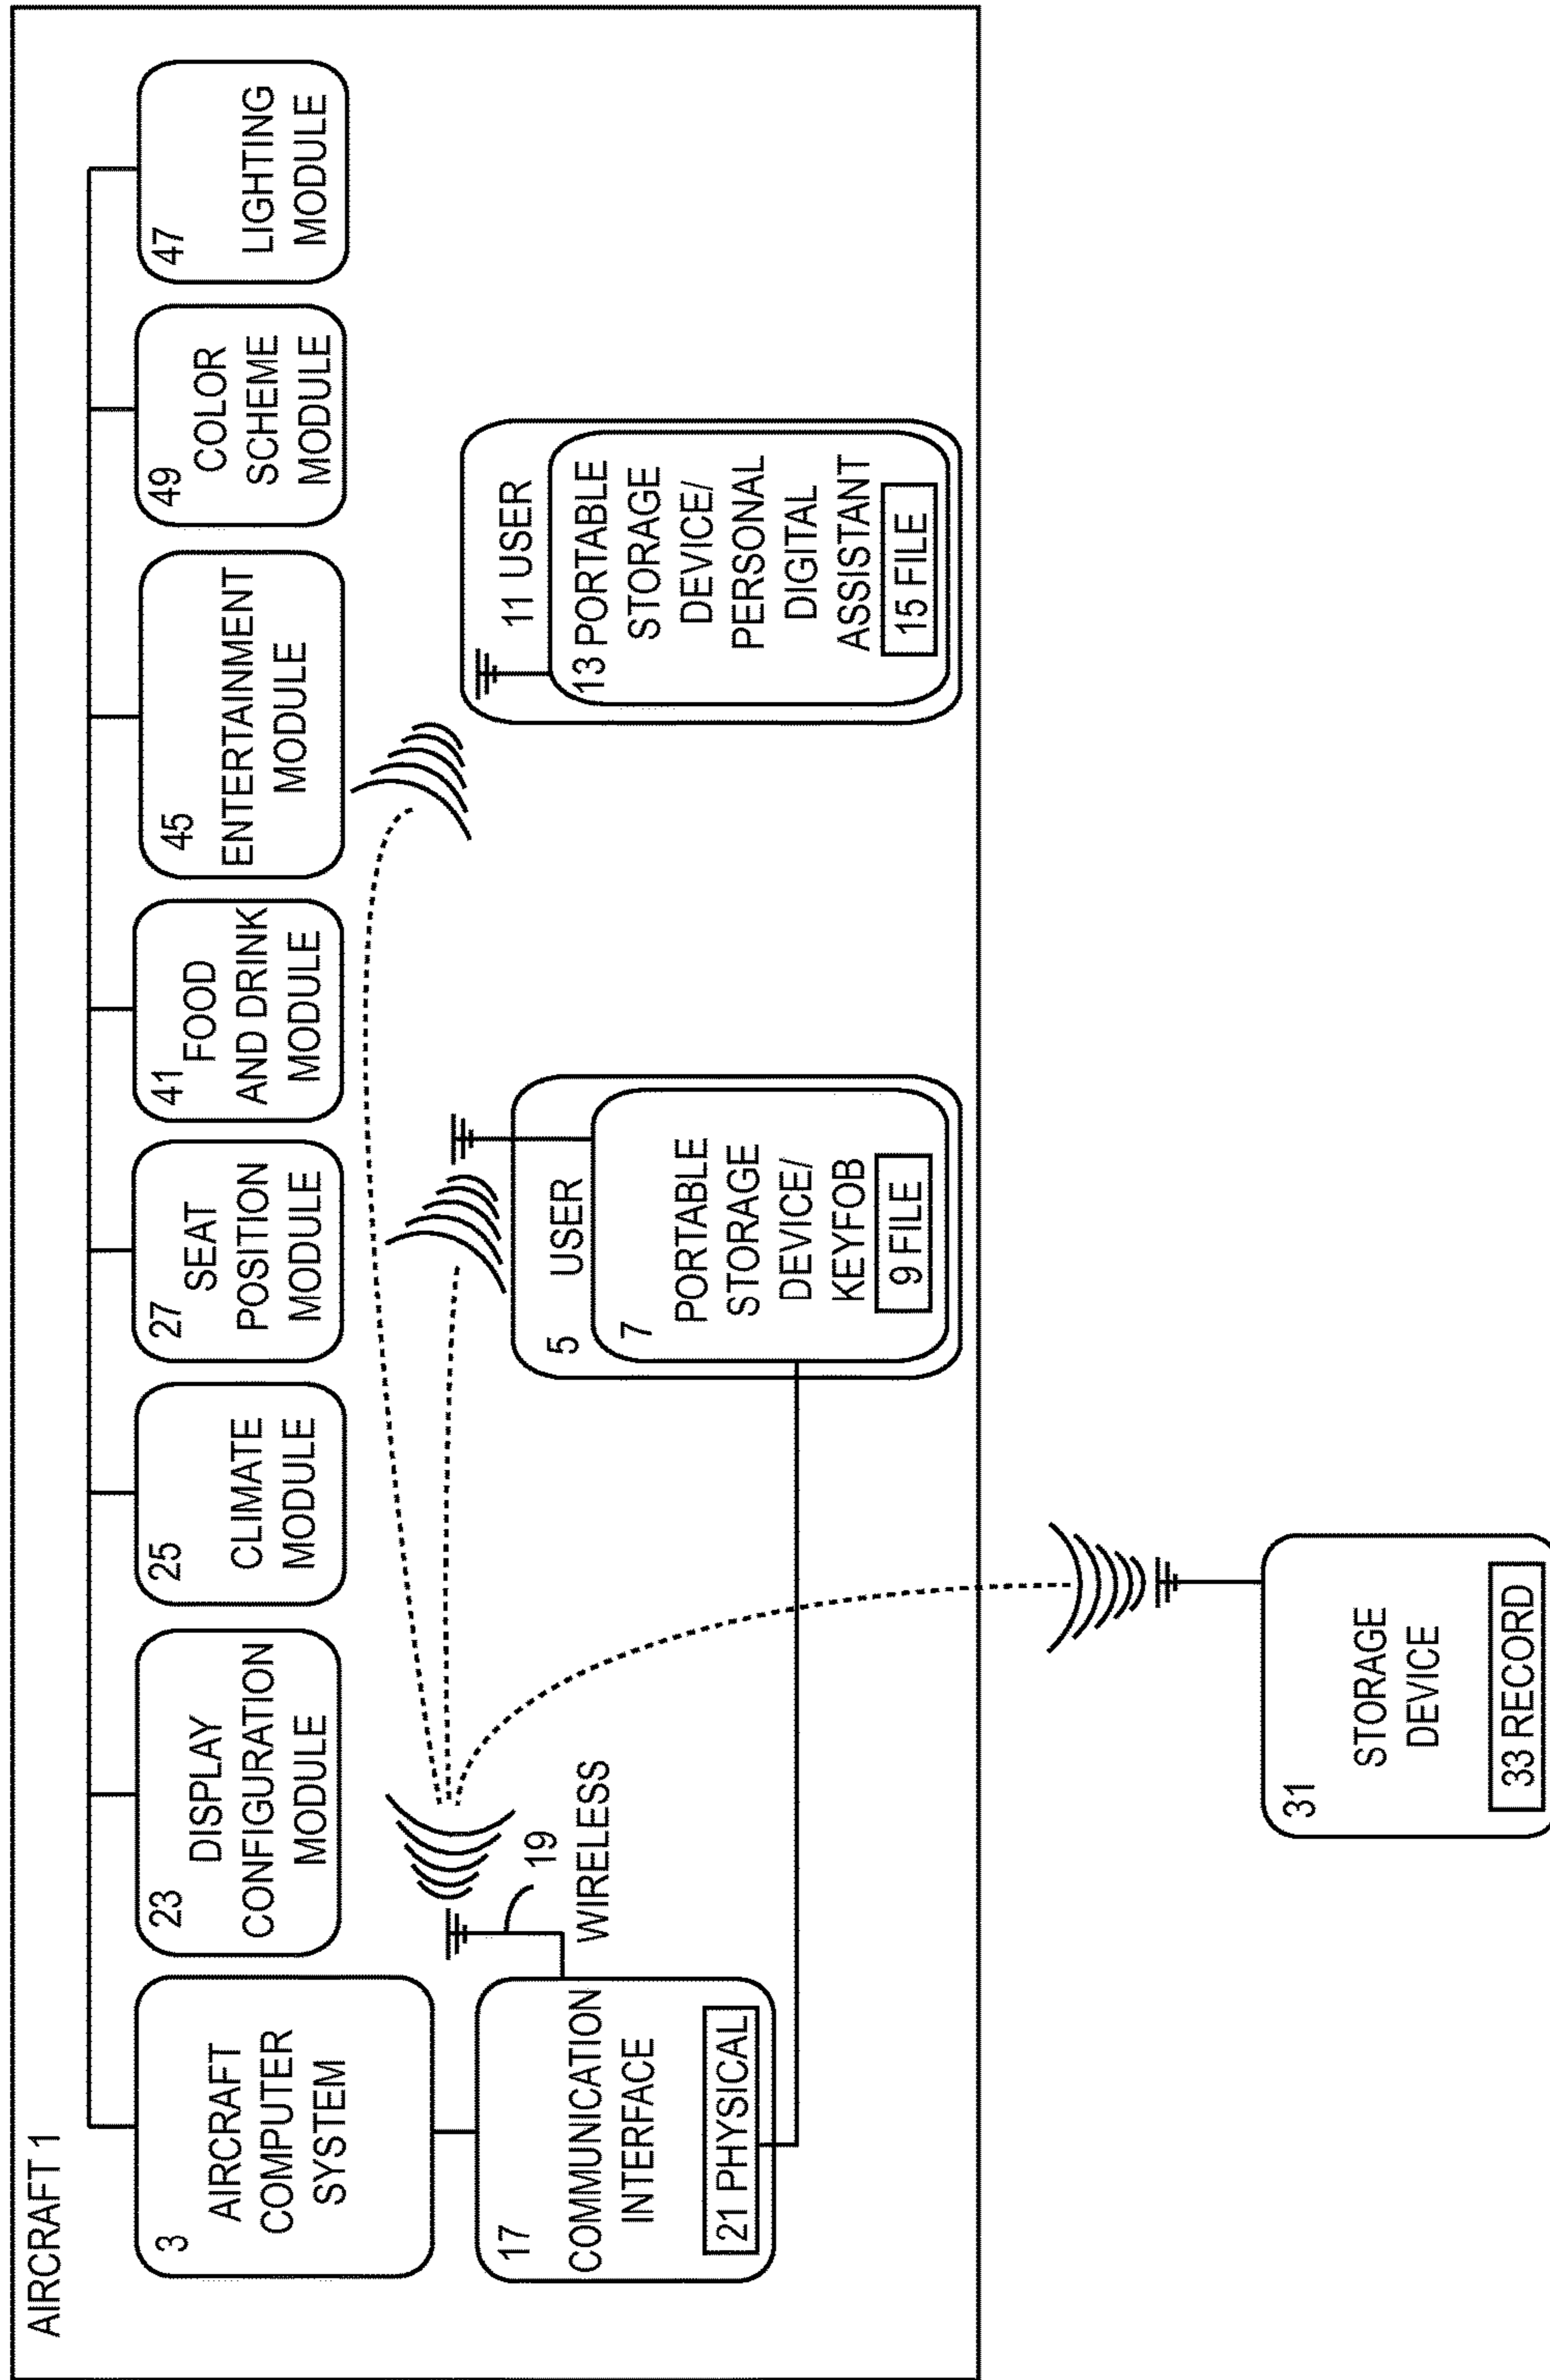 AIRCRAFT 1
3
AIRCRAFT
COMPUTER
SYSTEM
23
DISPLAY
CONFIGURATION
MODULE
25
CLIMATE
MODULE
27
SEAT
POSITION
MODULE
41
FOOD
AND DRINK
MODULE
45
ENTERTAINMENT
MODULE
49
COLOR
SCHEME
MODULE
47
LIGHTING
MODULE
17
COMMUNICATION
INTERFACE
21 PHYSICAL
19
WIRELESS
5
USER
7
PORTABLE
STORAGE
DEVICE/
KEYFOB
9 FILE
11 USER
13 PORTABLE
STORAGE
DEVICE/
PERSONAL
DIGITAL
ASSISTANT
15 FILE
31
STORAGE
DEVICE
33 RECORD